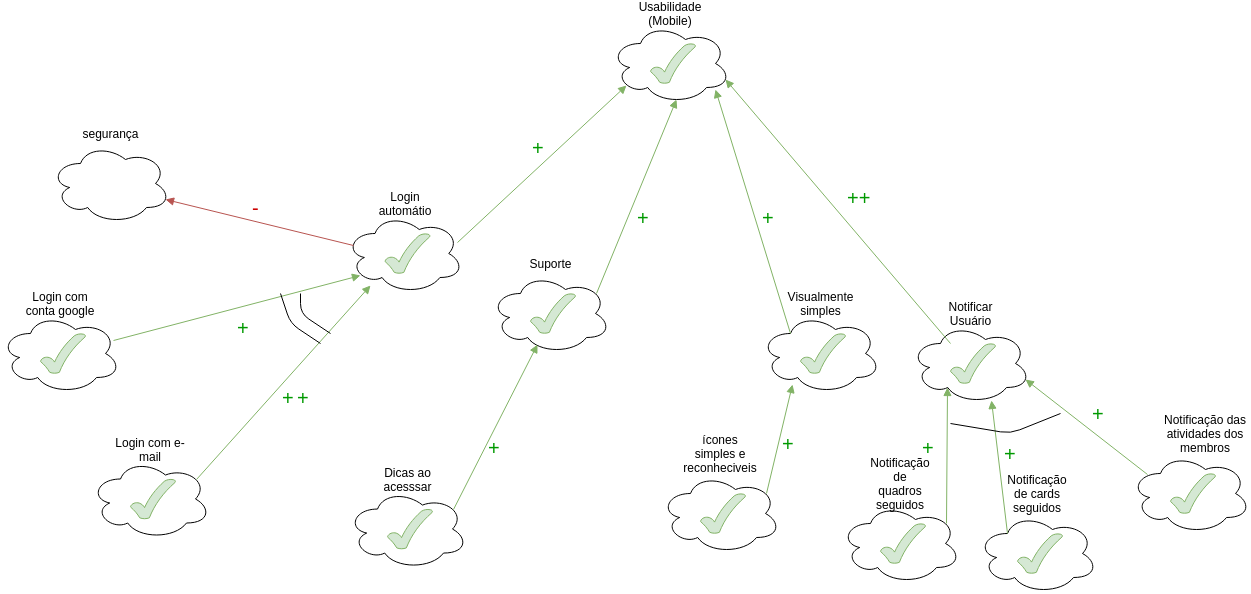 Usabilidade
(Mobile)
segurança
+
-
Login
automátio
++
+
+
Suporte
Login com
conta google
Visualmente
simples
Notificar
Usuário
+
++
+
Notificação das
atividades dos
membros
Login com e-
mail
+
ícones
simples e
reconheciveis
+
+
+
Dicas ao
acesssar
Notificação
de
quadros
seguidos
Notificação
de cards
seguidos